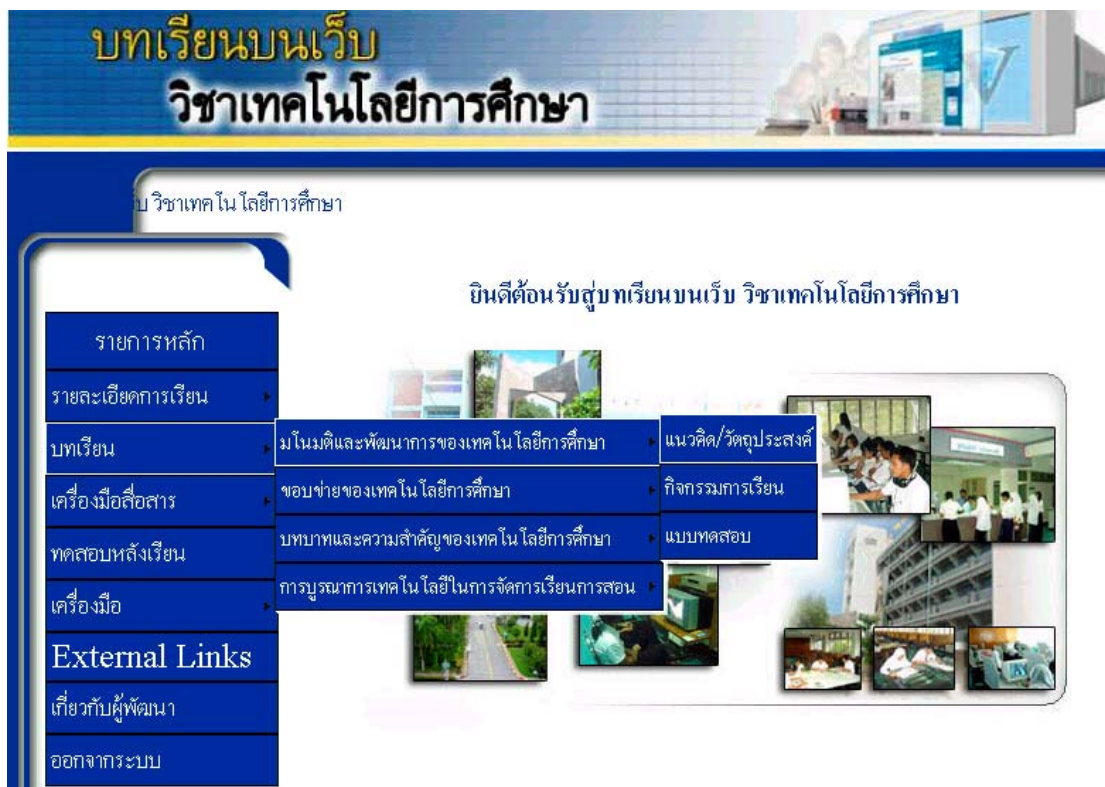 บทเรียนบนเว็บ
วิชาเทคโนโลยีการศึกษา
วิชาเทคโนโลยีการศึกษา
ยินดีต้อนรับสู่บทเรียนบนเว็บ วิชาเทคโนโลยีการศึกษา
รายการหลัก
รายละเอียดการเรียน
บทเรียน
เครื่องมือสื่อสาร
ทดสอบหลังเรียน
เครื่องมือ
External Links
เกี่ยวกับผู้พัฒนา
ออกจากระบบ
มโนมติและพัฒนาการของเทคโนโลยีการศึกษา
ขอบข่ายของเทคโนโลยีการศึกษา
บทบาทและความสำคัญของเทคโนโลยีการศึกษา
การบูรณาการเทคโนโลยีในการจัดการเรียนการสอน
แนวคิด/วัตถุประสงค์
กิจกรรมการเรียน
แบบทดสอบ